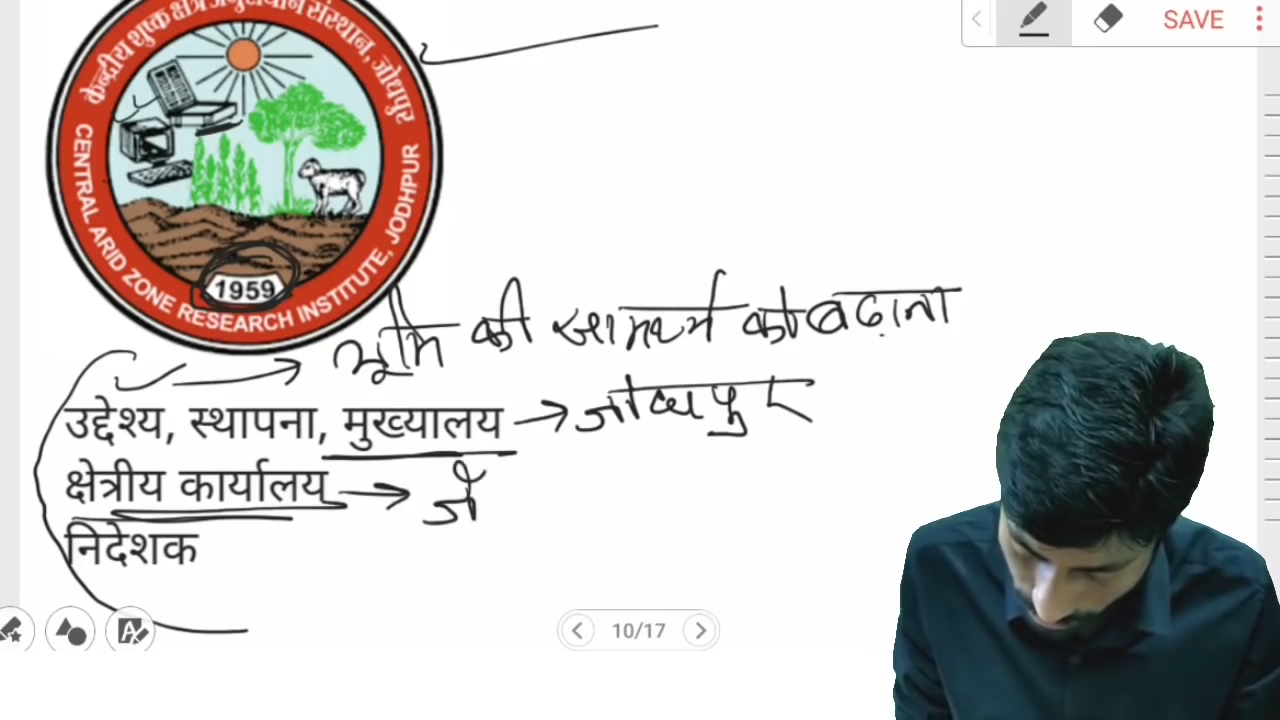 केन्द्रीय शुष्क क्षेत्र अनुसंधान संस्थान, जोधपुर
CENTRAL ARID ZONE RESEARCH INSTITUTE, JODHPUR
1959
SAVE
भूमि की सामर्थ्य को बढ़ाना
उद्देश्य, स्थापना, मुख्यालय → जोधपुर
क्षेत्रीय कार्यालय → जै
निदेशक
10/17